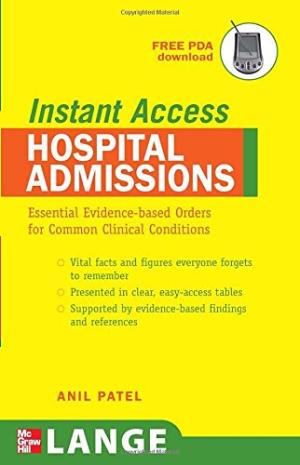 FREE PDA
download
Instant Access
HOSPITAL
ADMISSIONS
Essential Evidence-based Orders
for Common Clinical Conditions
Vital facts and figures everyone forgets
to remember
Presented in clear, easy-access tables
Supported by evidence-based findings
and references
ANIL PATEL
Mc
Graw
Hill
LANGE